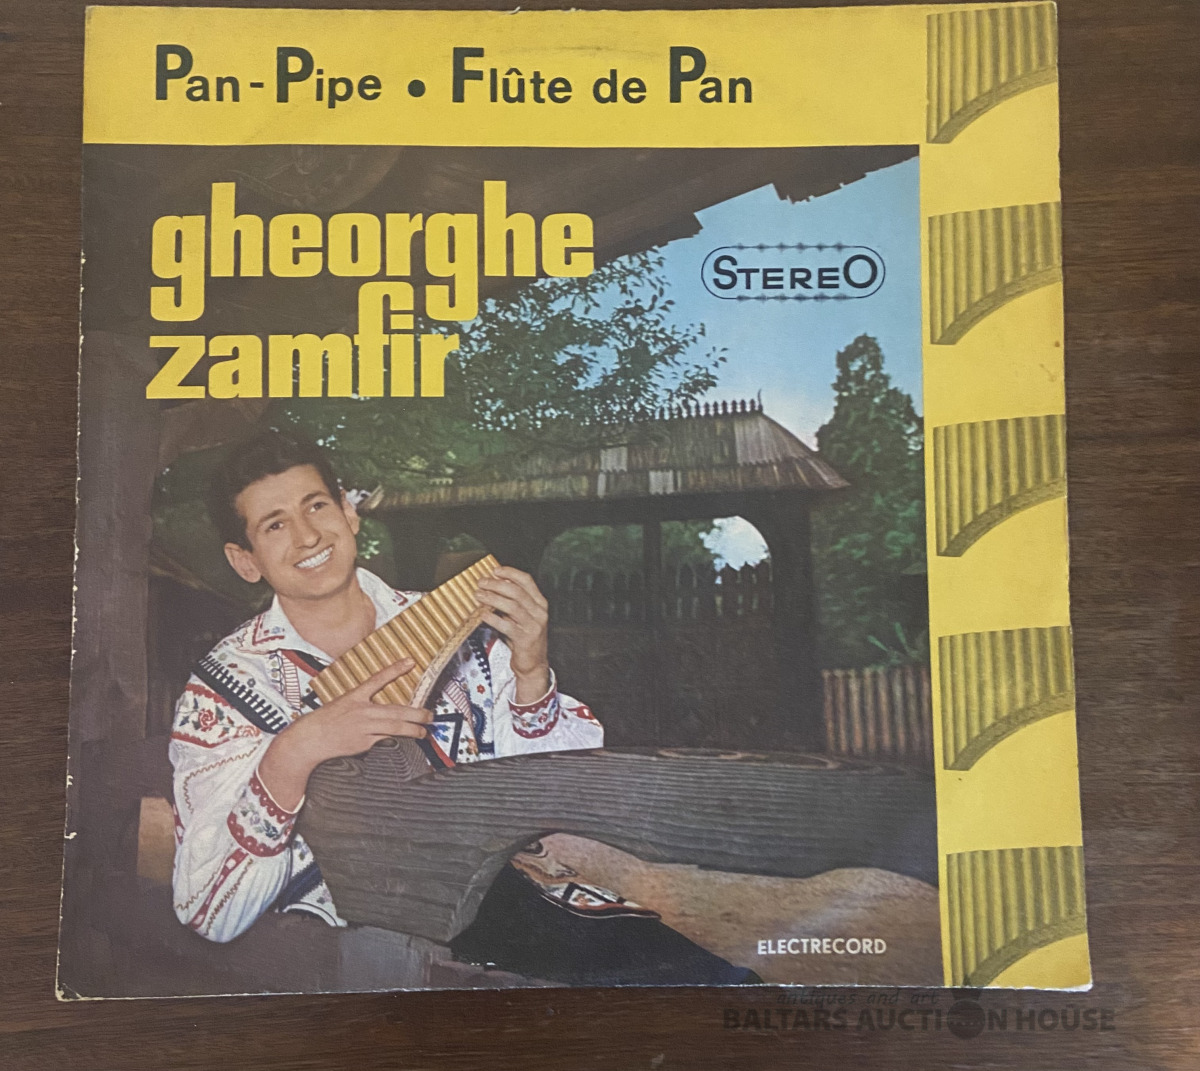 Pan-Pipe • Flûte de Pan
gheorghe
zamfir
STEREO
ELECTRECORD
antiques and art
BALTARS AUCTION HOUSE